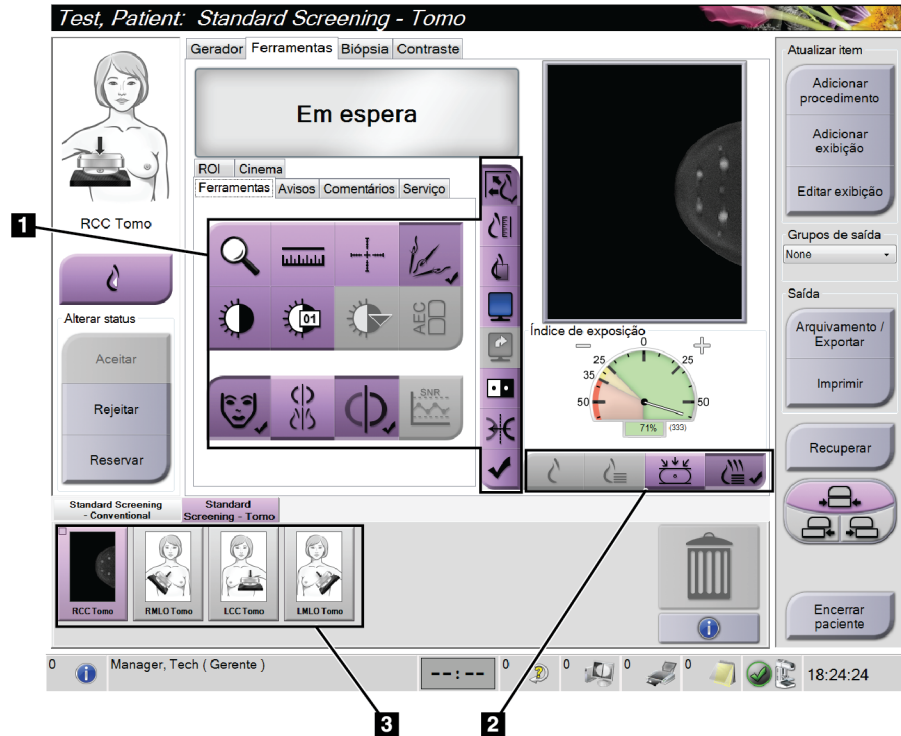 Test, Patient: Standard Screening - Tomo
Gerador Ferramentas Biópsia Contraste
Em espera
ROI Cinema
Ferramentas Avisos Comentários Serviço
01
AEC
SNR
RCC Tomo
Alterar status
Aceitar
Rejeitar
Reservar
1
Índice de exposição
0
25 25
35
50 50
71% (333)
Atualizar item
Adicionar
procedimento
Adicionar
exibição
Editar exibição
Grupos de saída
None
Saída
Arquivamento /
Exportar
Imprimir
Recuperar
Encerrar
paciente
Standard Screening
- Conventional
Standard
Screening - Tomo
RCC Tomo RMLO Tomo LCC Tomo LMLO Tomo
0 Manager, Tech ( Gerente ) --:-- 0 0 0 0 18:24:24
3 2